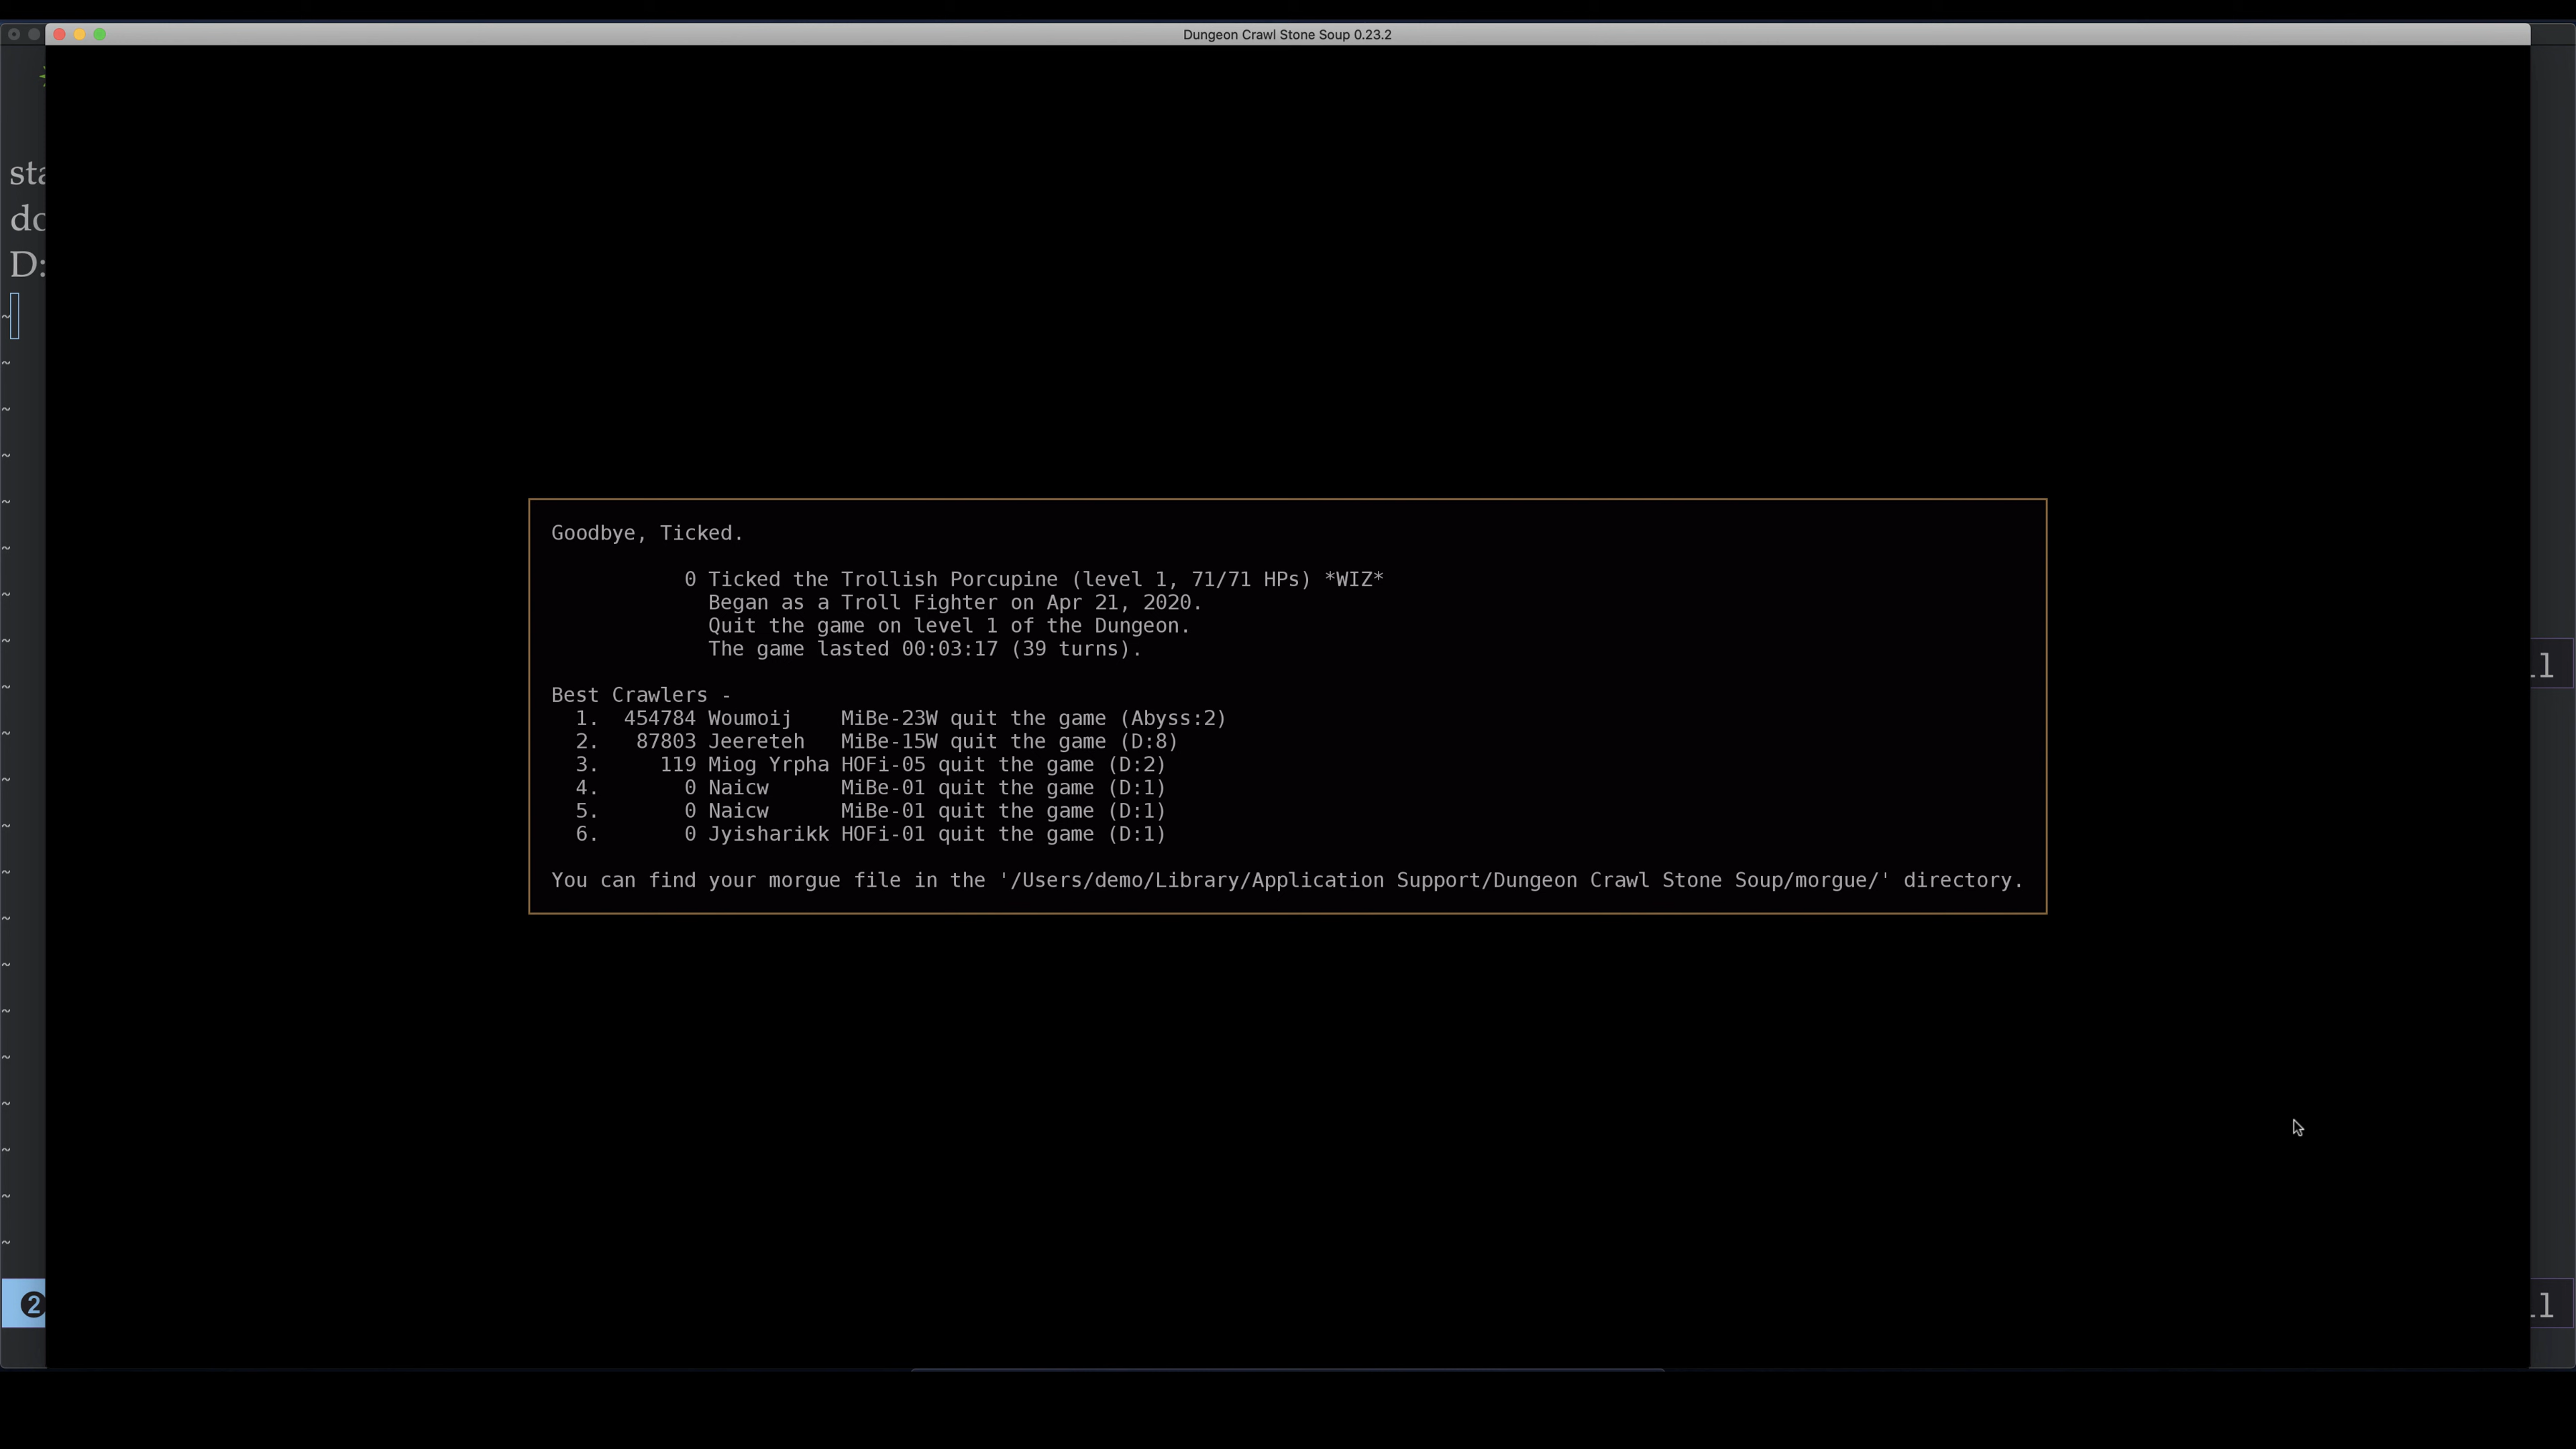 Dungeon Crawl Stone Soup 0.23.2
Goodbye, Ticked.
0 Ticked the Trollish Porcupine (level 1, 71/71 HPs) *WIZ*
Began as a Troll Fighter on Apr 21, 2020.
Quit the game on level 1 of the Dungeon.
The game lasted 00:03:17 (39 turns).
Best Crawlers -
1. 454784 Woumoij MiBe-23W quit the game (Abyss:2)
2. 87803 Jeereteh MiBe-15W quit the game (D:8)
3. 119 Miog Yrpha HOFi-05 quit the game (D:2)
4. 0 Naicw MiBe-01 quit the game (D:1)
5. 0 Naicw MiBe-01 quit the game (D:1)
6. 0 Jyisharikk HOFi-01 quit the game (D:1)
You can find your morgue file in the '/Users/demo/Library/Application Support/Dungeon Crawl Stone Soup/morgue/' directory.
D:
2